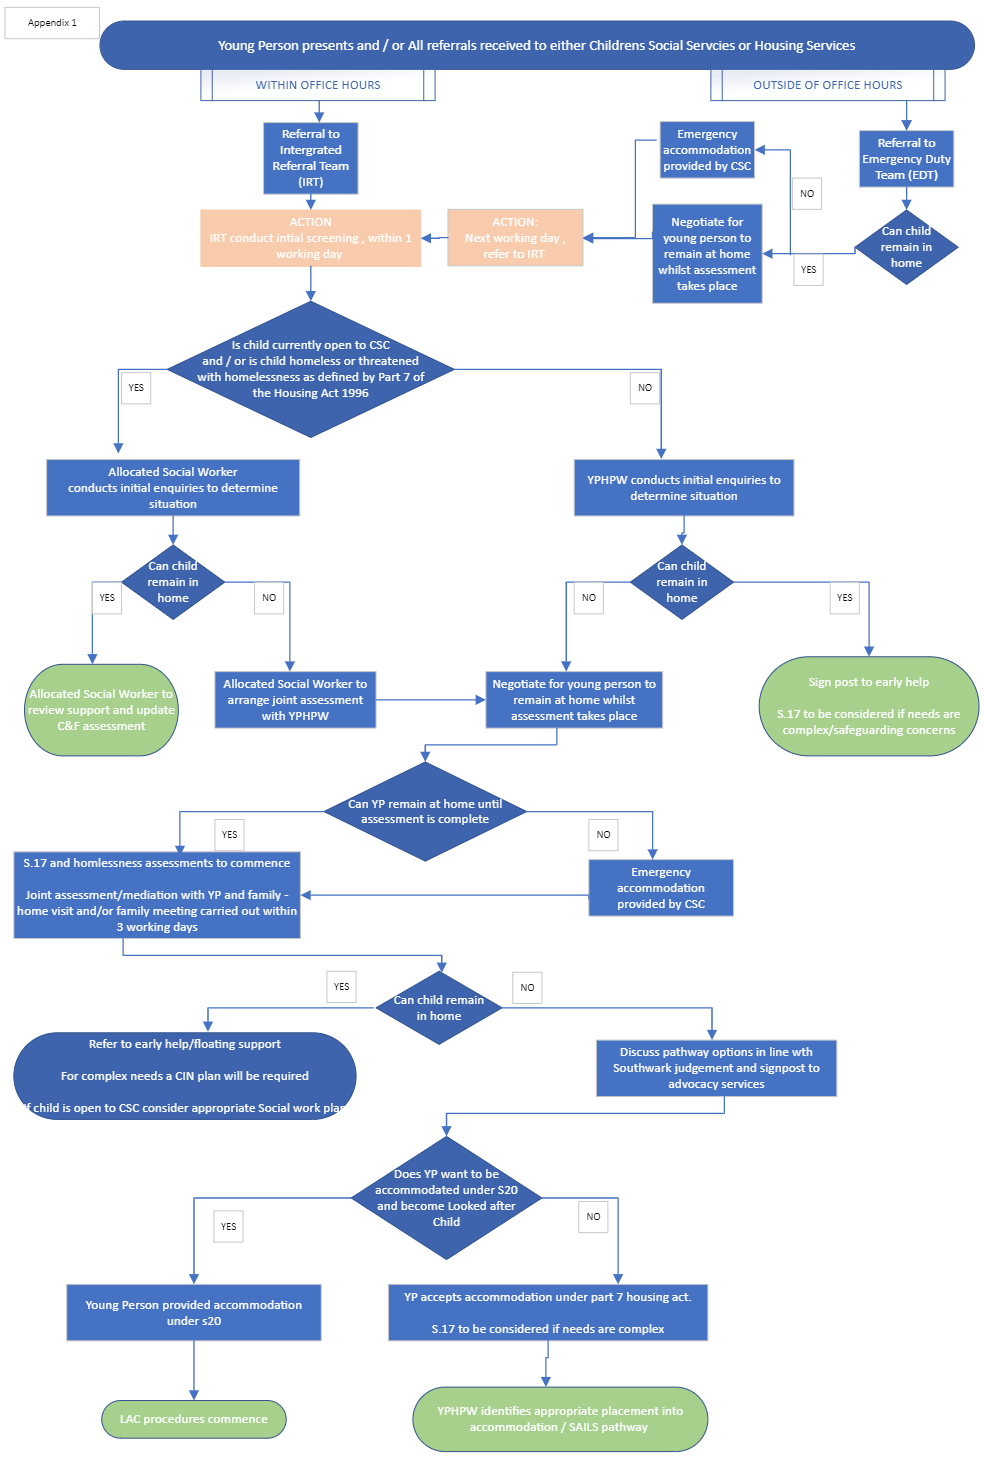 Appendix 1
Young Person presents and / or All referrals received to either Childrens Social Servcies or Housing Services
WITHIN OFFICE HOURS
OUTSIDE OF OFFICE HOURS
Referral to
Intergrated
Referral Team
(IRT)
Emergency
accommodation
provided by CSC
Referral to
Emergency Duty
Team (EDT)
NO
ACTION
IRT conduct intial screening , within 1
working day
ACTION:
Next working day ,
refer to IRT
Negotiate for
young person to
remain at home
whilst assessment
takes place
Can child
remain in
home
YES
Is child currently open to CSC
and / or is child homeless or threatened
with homelessness as defined by Part 7 of
the Housing Act 1996
YES
NO
Allocated Social Worker
conducts initial enquiries to determine
situation
YPHPW conducts initial enquiries to
determine situation
Can child
remain in
home
YES
NO
Can child
remain in
home
NO
YES
Allocated Social Worker to
review support and update
C&F assessment
Allocated Social Worker to
arrange joint assessment
with YPHPW
Negotiate for young person to
remain at home whilst
assessment takes place
Sign post to early help
S.17 to be considered if needs are
complex/safeguarding concerns
Can YP remain at home until
assessment is complete
YES
NO
S.17 and homlessness assessments to commence
Joint assessment/mediation with YP and family -
home visit and/or family meeting carried out within
3 working days
Emergency
accommodation
provided by CSC
YES
NO
Can child remain
in home
Refer to early help/floating support
For complex needs a CIN plan will be required
If child is open to CSC consider appropriate Social work plan
Discuss pathway options in line wth
Southwark judgement and signpost to
advocacy services
Does YP want to be
accommodated under S20
and become Looked after
Child
YES
NO
Young Person provided accommodation
under s20
YP accepts accommodation under part 7 housing act.
S.17 to be considered if needs are complex
LAC procedures commence
YPHPW identifies appropriate placement into
accommodation / SAILS pathway